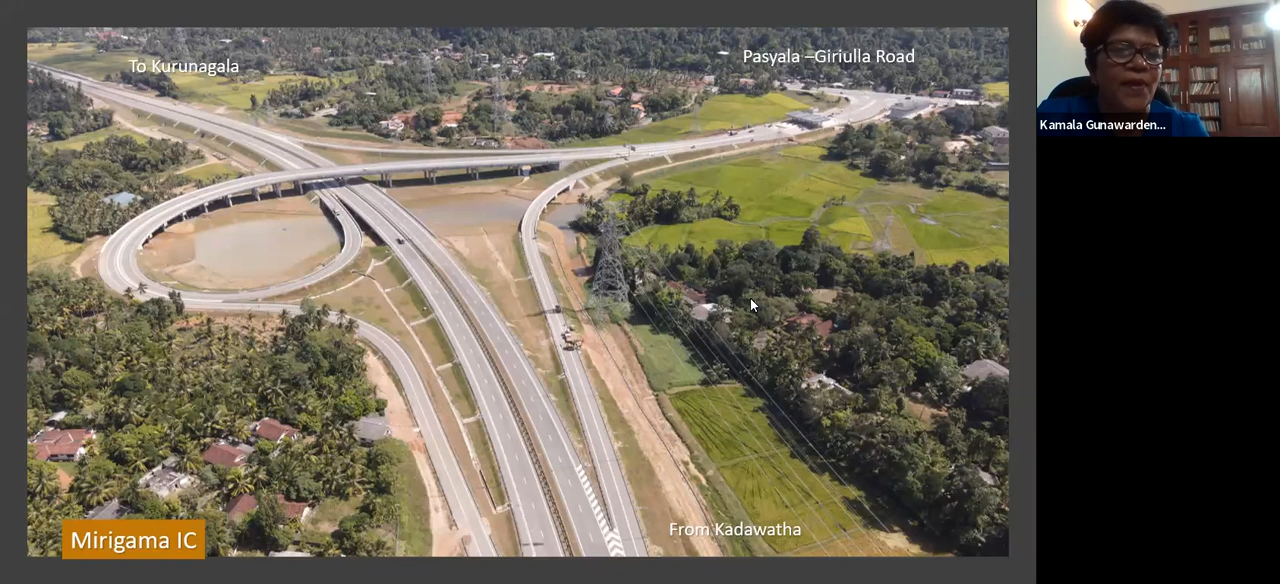 To Kurunagala
Pasyala –Giriulla Road
Kamala Gunawarden...
From Kadawatha
Mirigama IC